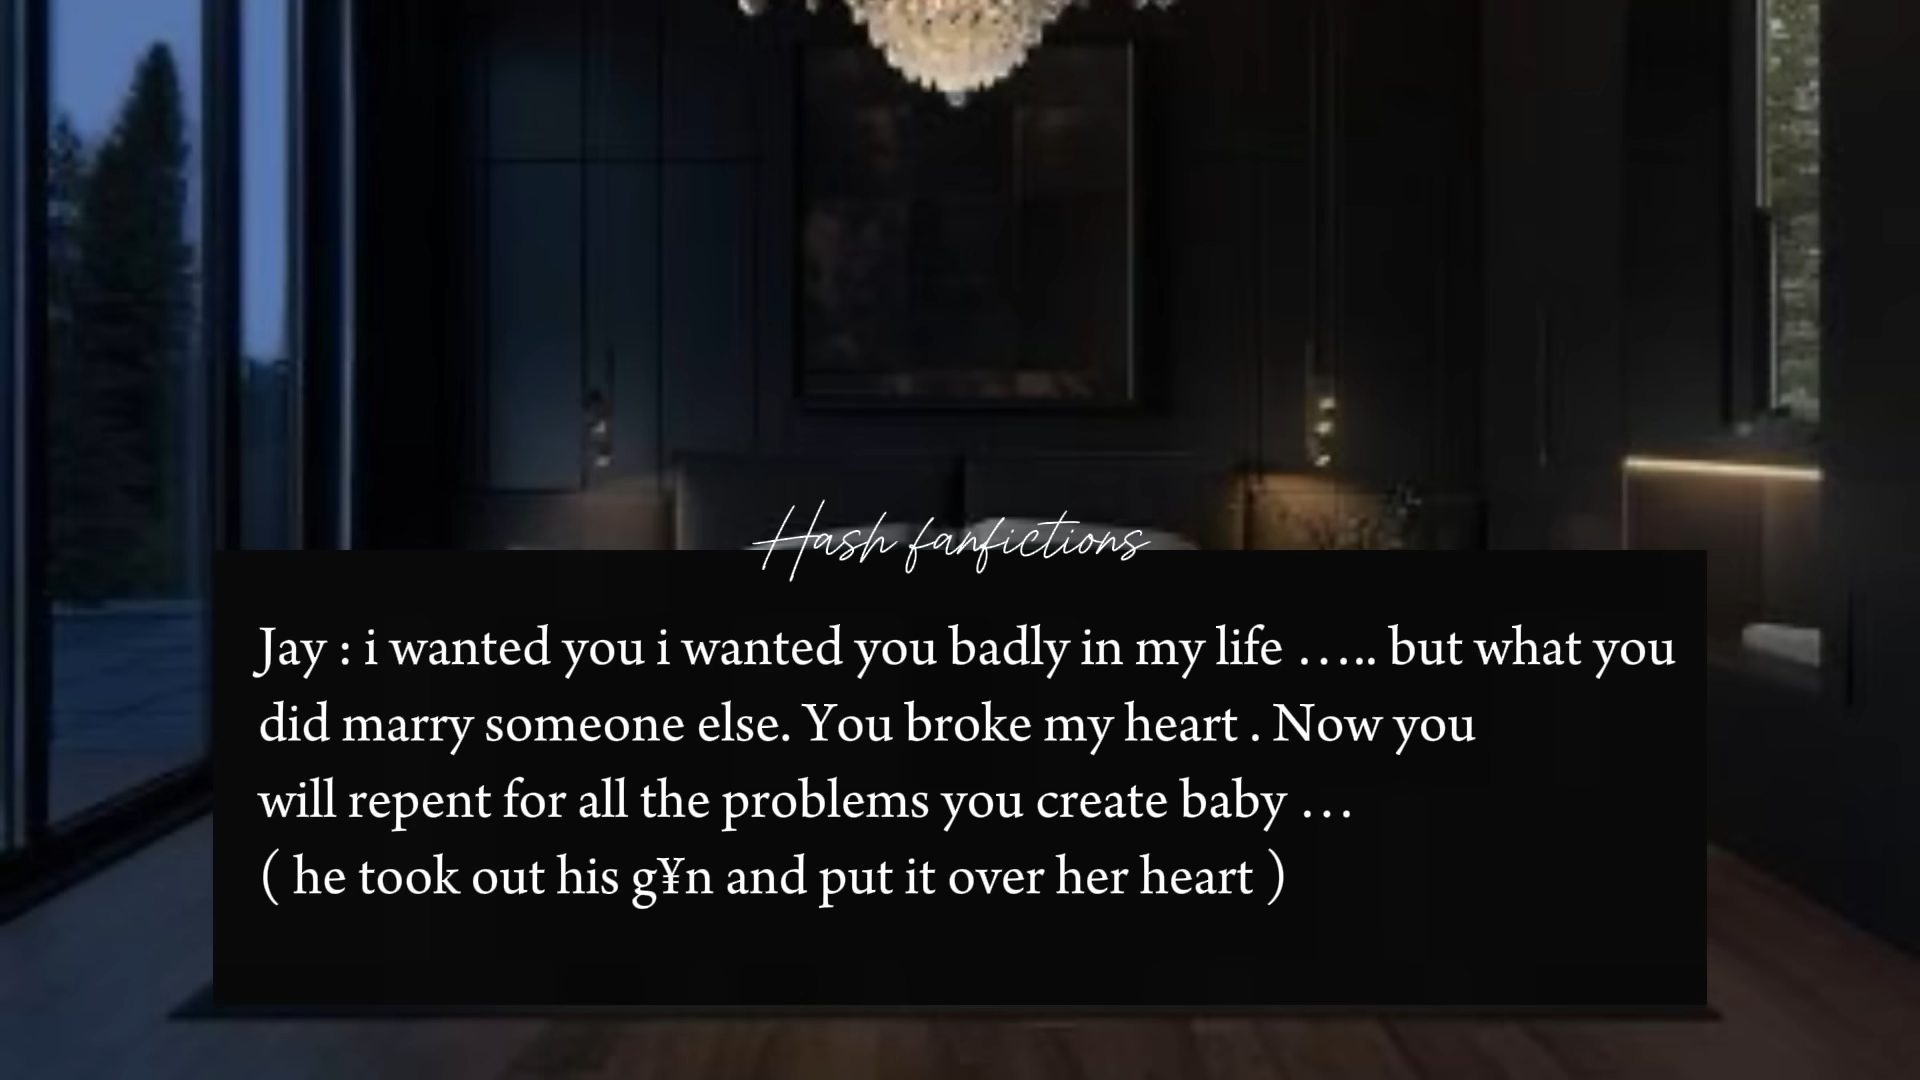 Hash fanfictions
Jay : i wanted you i wanted you badly in my life ….. but what you
did marry someone else. You broke my heart . Now you
will repent for all the problems you create baby …
( he took out his g¥n and put it over her heart )